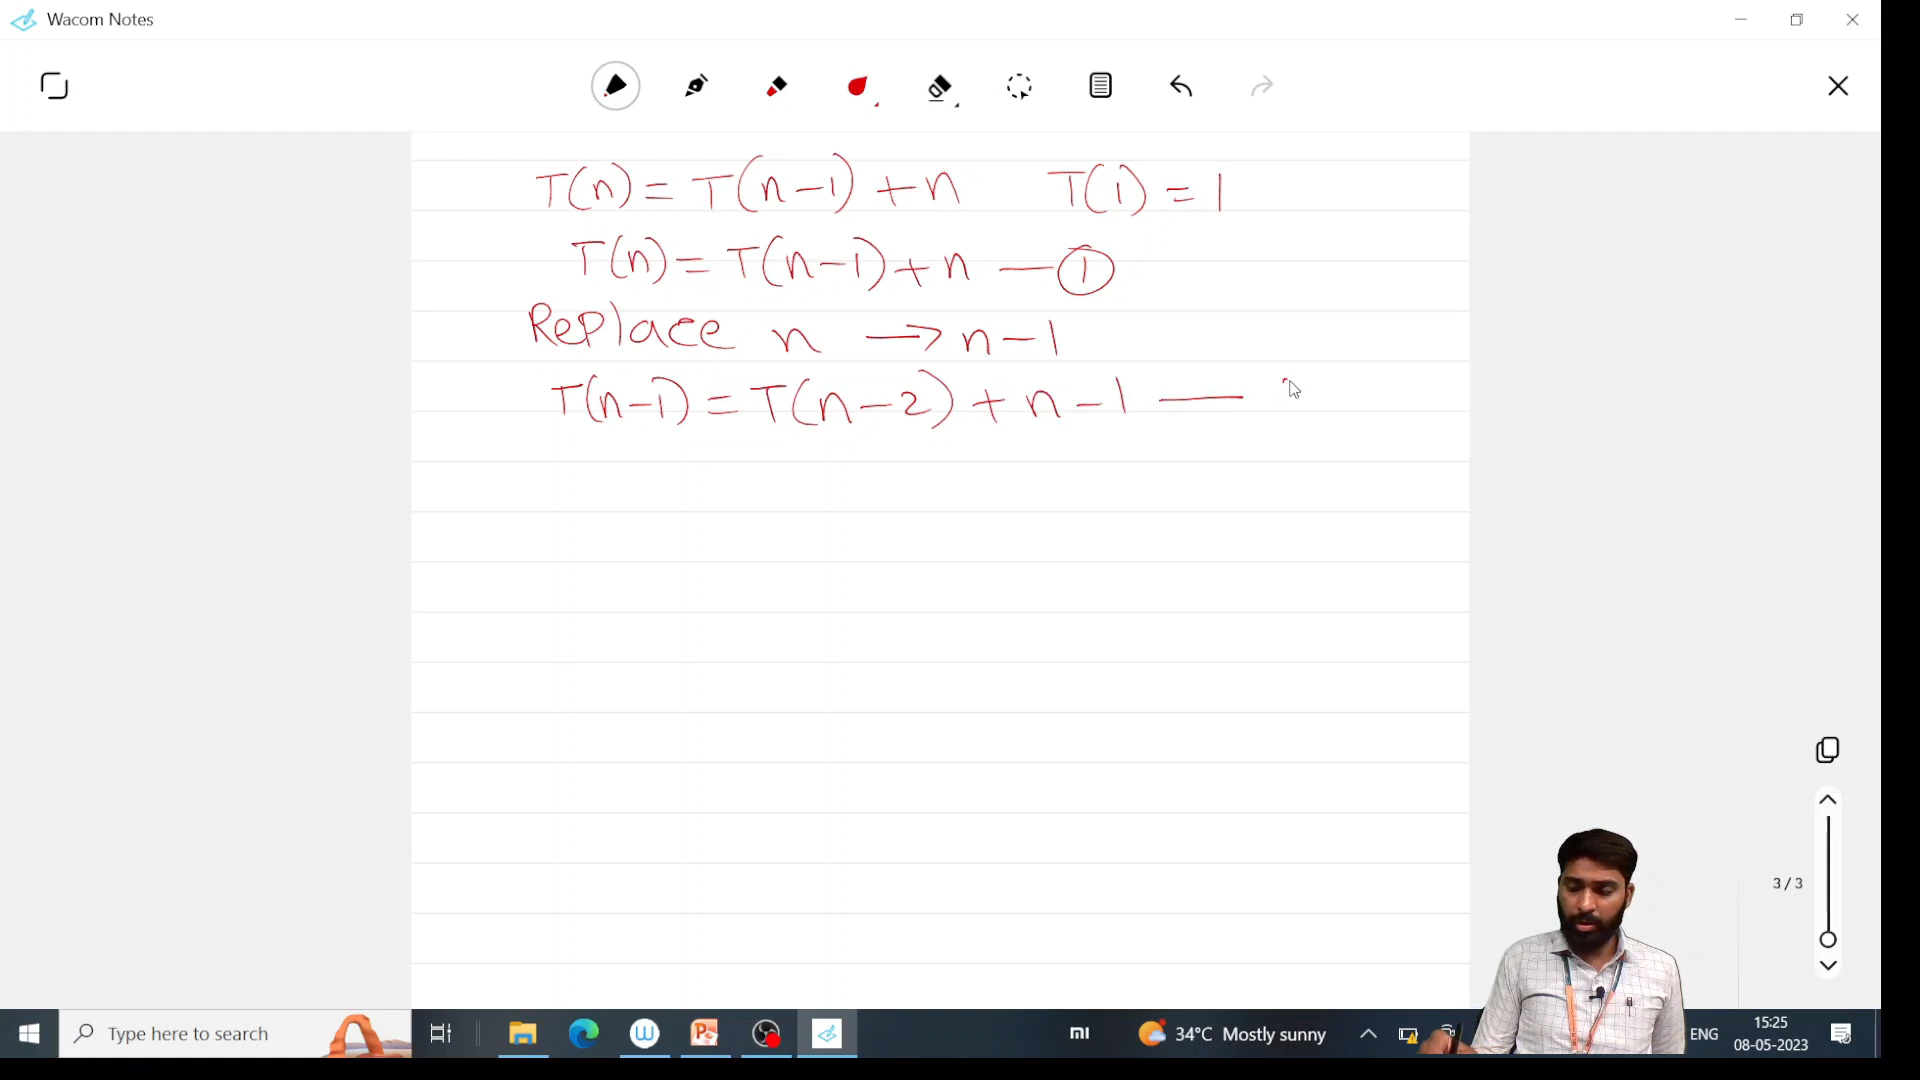 Wacom Notes
T(n) = T(n-1) + n T(1) = 1
T(n) = T(n-1) + n — ①
Replace n → n-1
T(n-1) = T(n-2) + n-1 —
3 / 3
Type here to search
mi
34°C Mostly sunny
ENG
15:25
08-05-2023